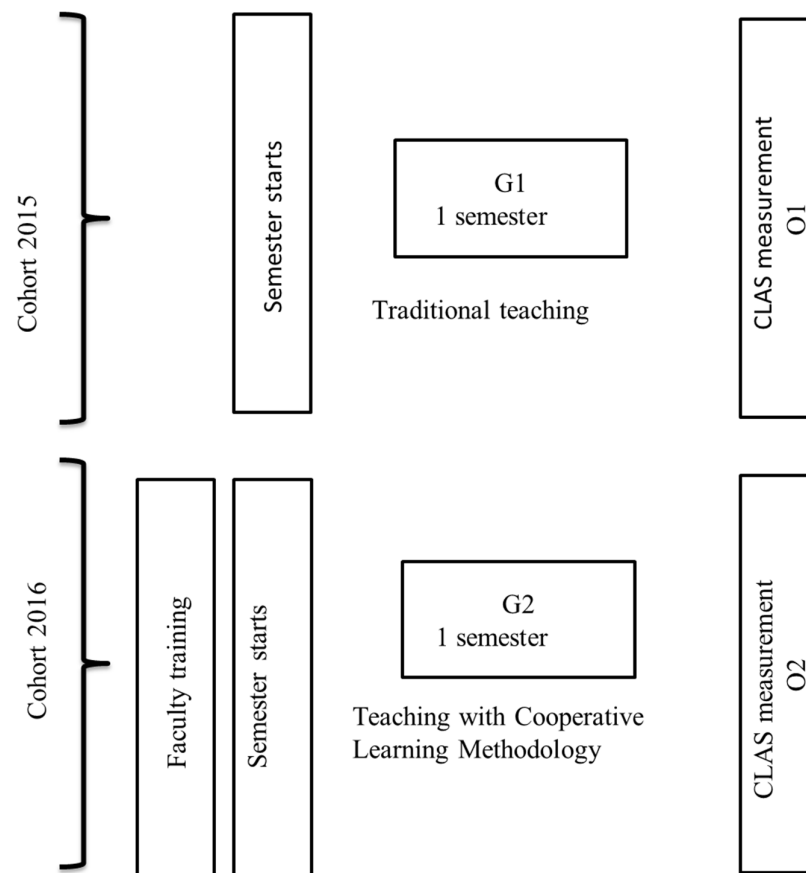 Cohort 2015
Semester starts
G1
1 semester
Traditional teaching
CLAS measurement
O1
Cohort 2016
Faculty training
Semester starts
G2
1 semester
Teaching with Cooperative
Learning Methodology
CLAS measurement
O2